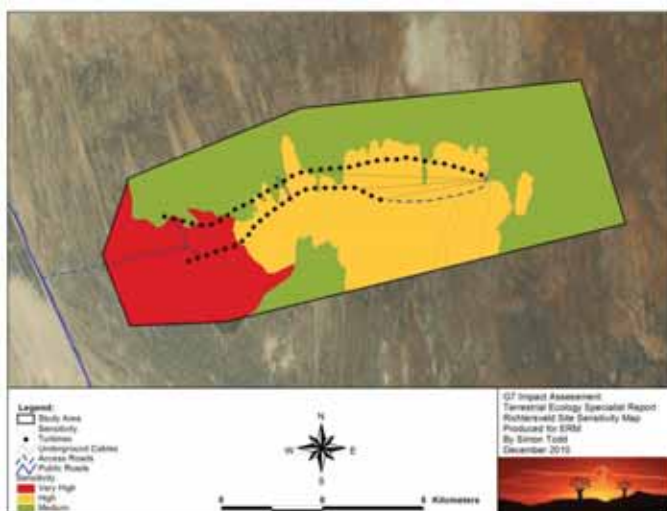 Legend:
Study Area
Sensitivity
Turbines
Underground Cables
Access Roads
Public Roads
Sensitivity
Very High
High
Medium
N
W E
S
Kilometers
G7 Impact Assesment
Terrestrial Ecology Specialist Report
Richtersveld Site Sensitivity Map
Produced for ERM
By Simon Todd
December 2010